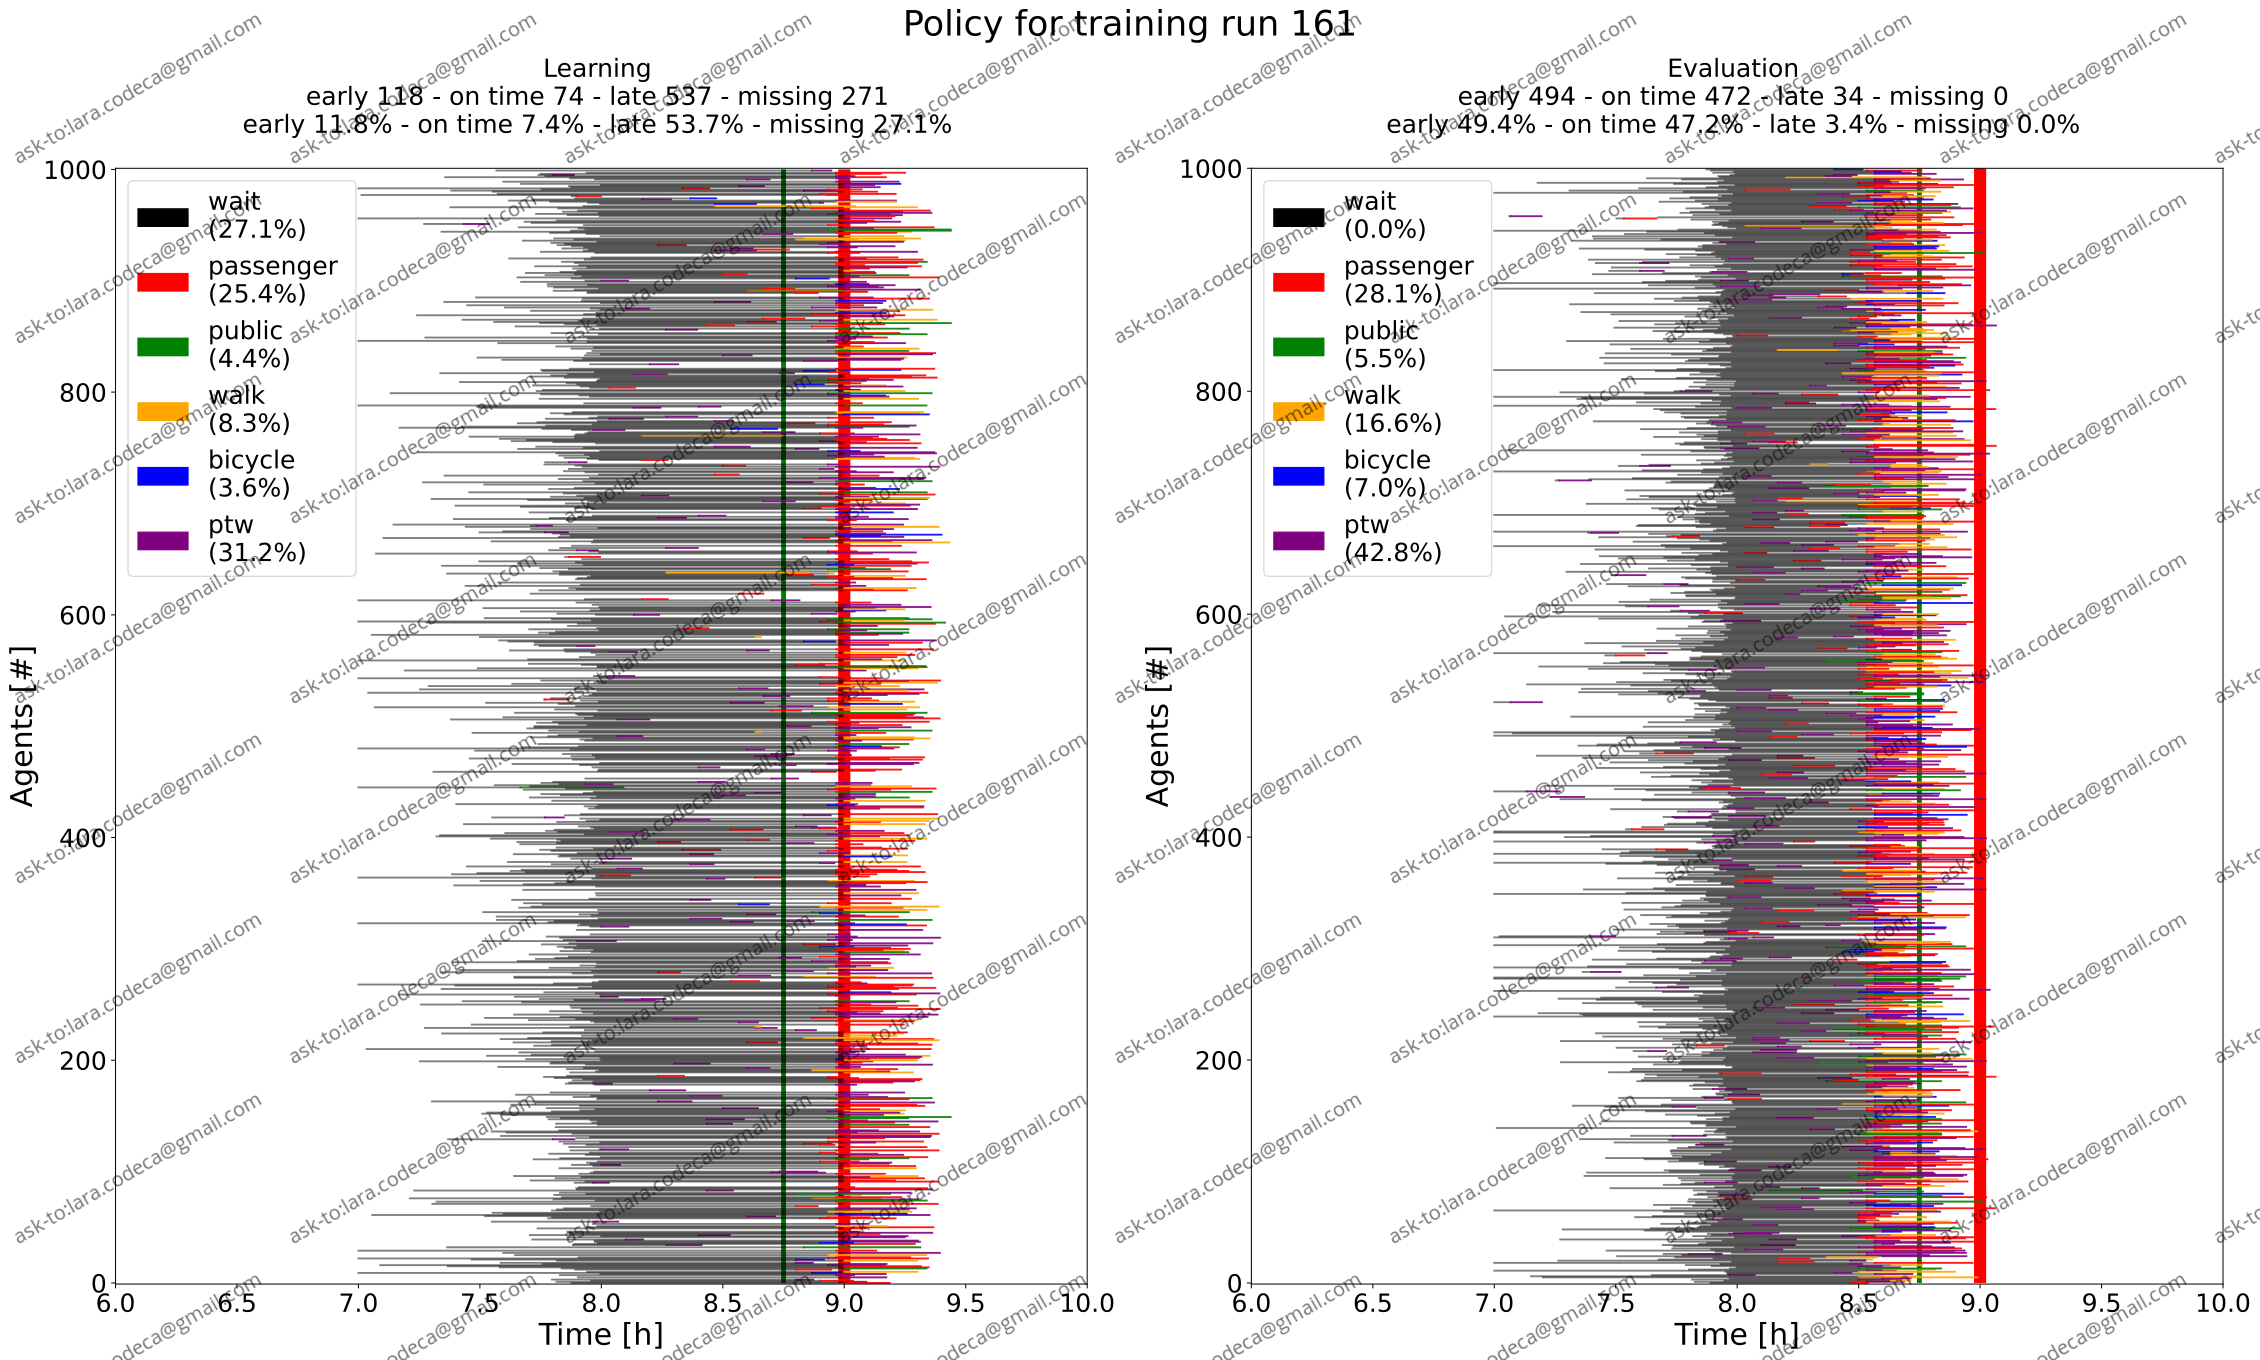 Policy for training run 161
Learning
early 118 - on time 74 - late 537 - missing 271
early 11.8% - on time 7.4% - late 53.7% - missing 27.1%
Agents [#]
1000
800
600
400
200
0
wait
(27.1%)
passenger
(25.4%)
public
(4.4%)
walk
(8.3%)
bicycle
(3.6%)
ptw
(31.2%)
6.0 6.5 7.0 7.5 8.0 8.5 9.0 9.5 10.0
Time [h]
Evaluation
early 494 - on time 472 - late 34 - missing 0
early 49.4% - on time 47.2% - late 3.4% - missing 0.0%
Agents [#]
1000
800
600
400
200
0
wait
(0.0%)
passenger
(28.1%)
public
(5.5%)
walk
(16.6%)
bicycle
(7.0%)
ptw
(42.8%)
6.0 6.5 7.0 7.5 8.0 8.5 9.0 9.5 10.0
Time [h]
ask-to:lara.codeca@gmail.com